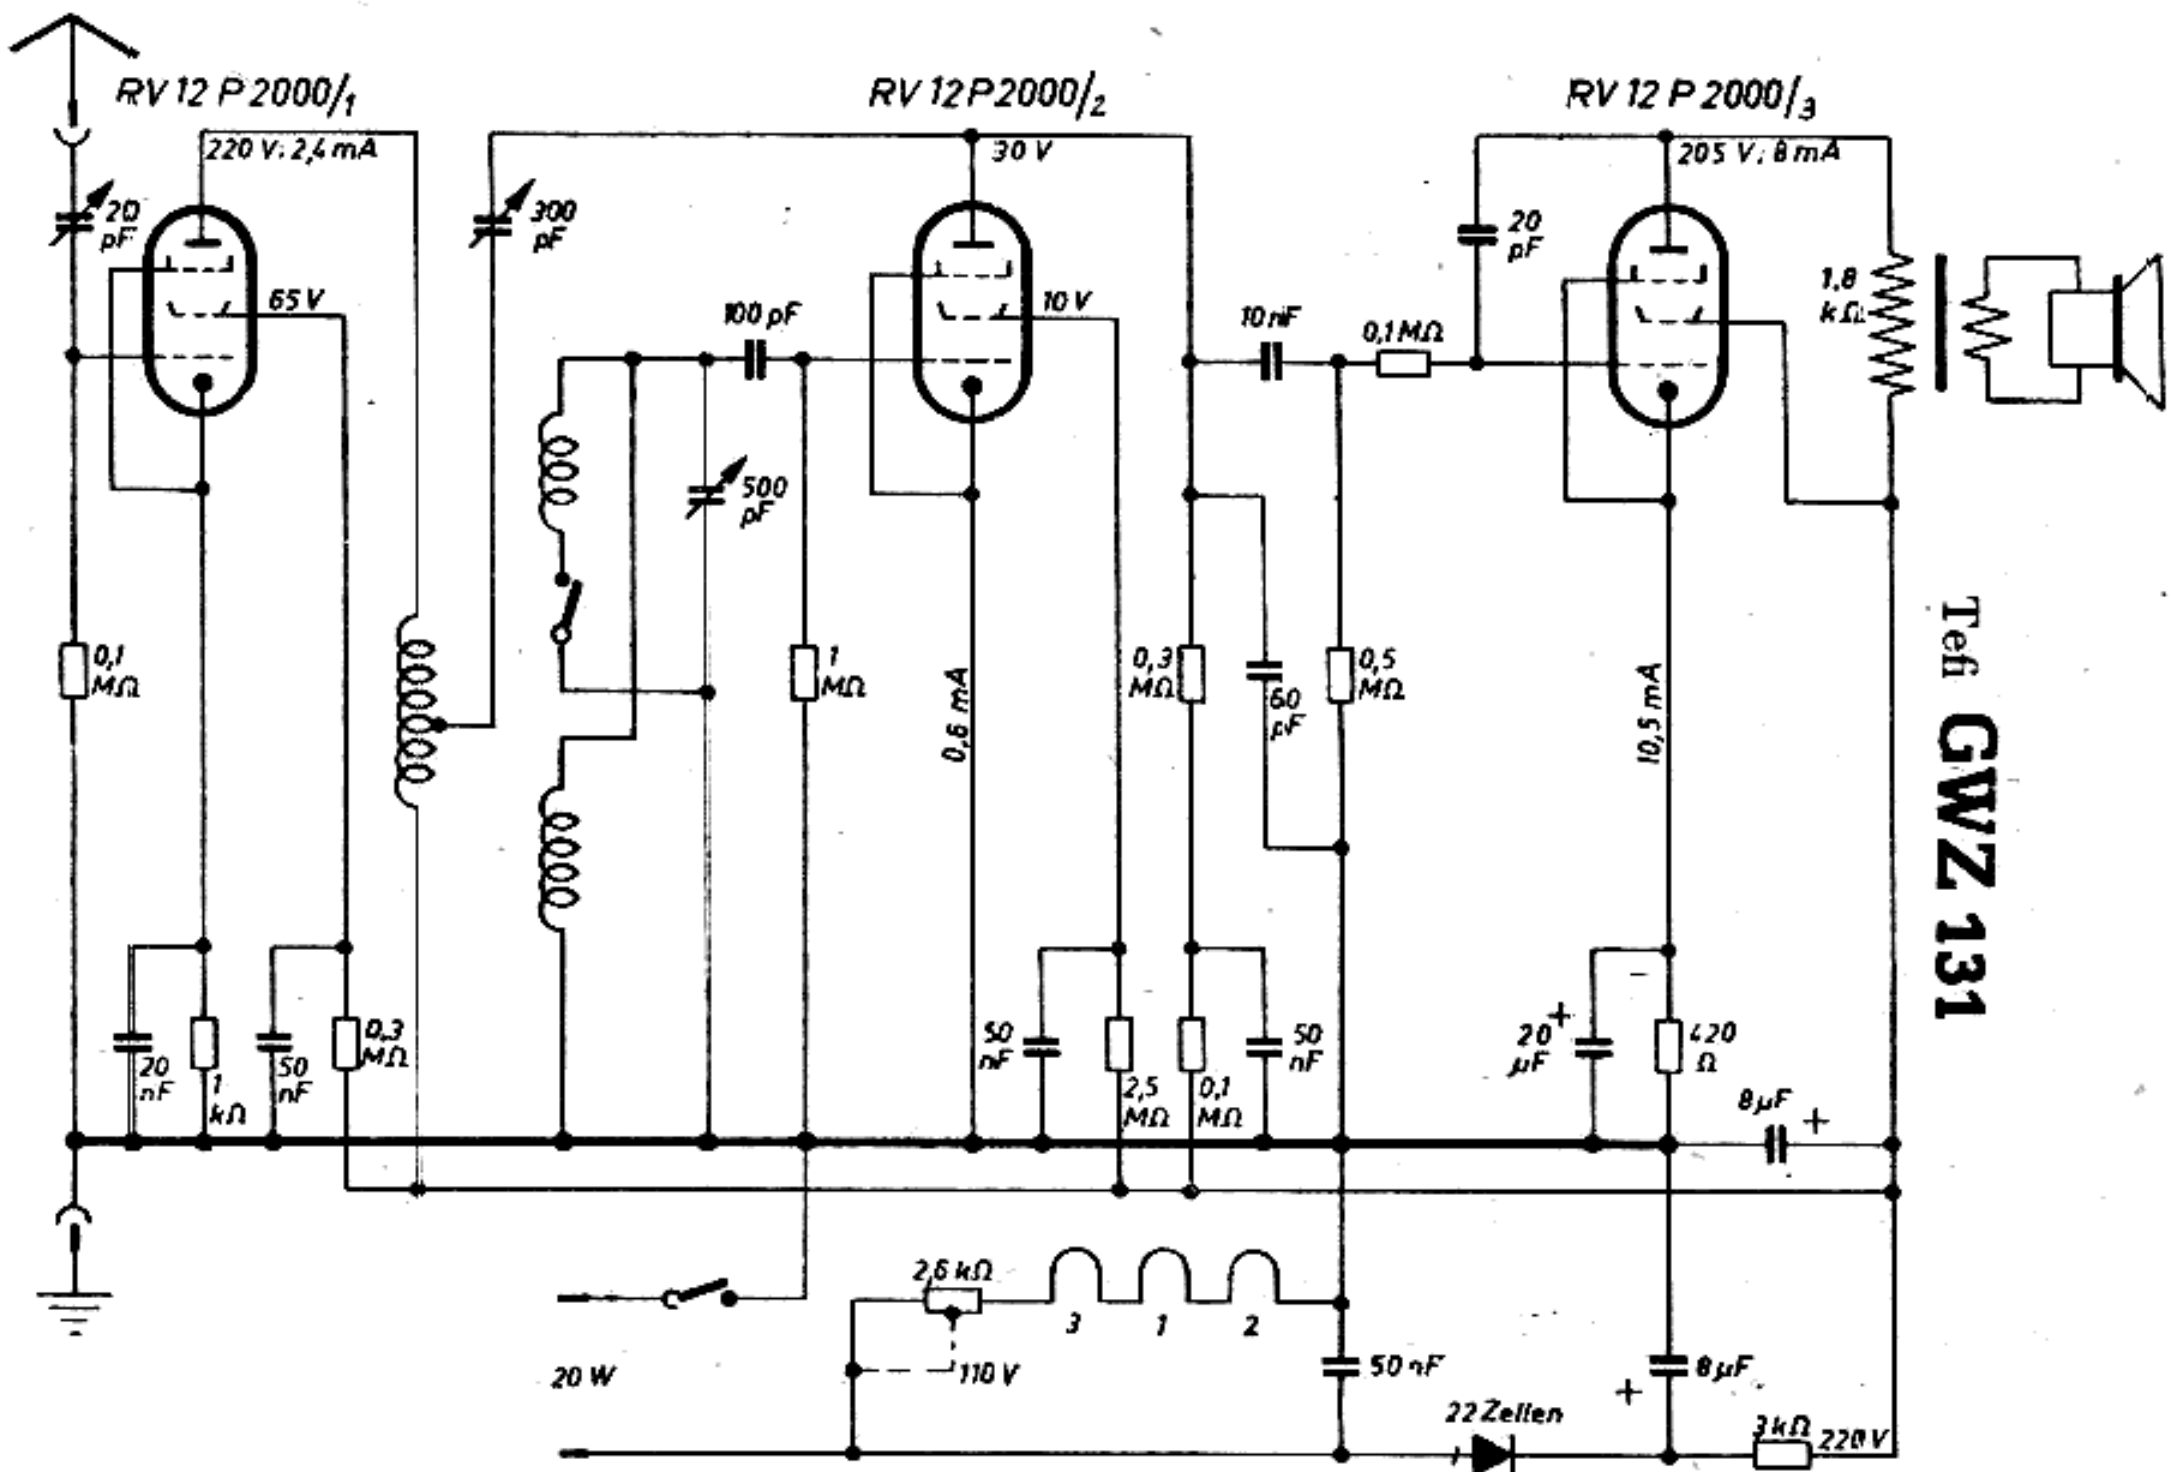 RV 12 P 2000/1
RV 12 P 2000/2
RV 12 P 2000/3
220 V; 2,4 mA
30 V
205 V; 8 mA
20
pF
300
pF
20
pF
65 V
10 V
100 pF
10 nF
0,1 MΩ
1,8
kΩ
500
pF
0,1
MΩ
1
MΩ
0,6 mA
0,3
MΩ
60
pF
0,5
MΩ
10,5 mA
Tefi GWZ 131
20
nF
1
kΩ
50
nF
0,3
MΩ
50
nF
2,5
MΩ
0,1
MΩ
50
nF
+
20
µF
−
420
Ω
8 µF
+
2,6 kΩ
3
1
2
20 W
110 V
50 nF
8 µF
+
22 Zellen
3 kΩ
220 V